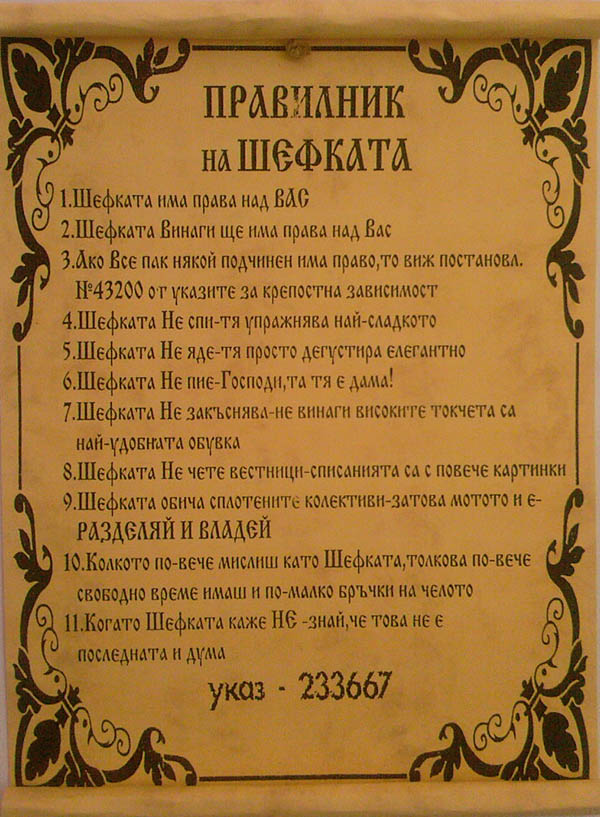 ПРАВИЛНИК
на ШЕФКАТА
1.Шефката има права над ВАС
2.Шефката Винаги ще има права над Вас
3.Ако Все пак някой подчинен има право,то виж постановл.
№43200 от указите за крепостна зависимост
4.Шефката Не спи-тя упражнява най-сладкото
5.Шефката Не яде-тя просто дегустира елегантно
6.Шефката Не пие-Господи,та тя е дама!
7.Шефката Не закъснява-не винаги високите токчета са
най-удобната обувка
8.Шефката Не чете вестници-списанията са с повече картинки
9.Шефката обича сплотените колективи-затова мотото и е-
РАЗДЕЛЯЙ И ВЛАДЕЙ
10.Колкото по-вече мислиш като Шефката,толкова по-вече
свободно време имаш и по-малко бръчки на челото
11.Когато Шефката каже НЕ -знай,че това не е
последната и дума
указ - 233667